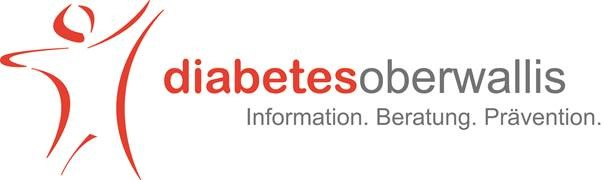 diabetesoberwallis
Information. Beratung. Prävention.